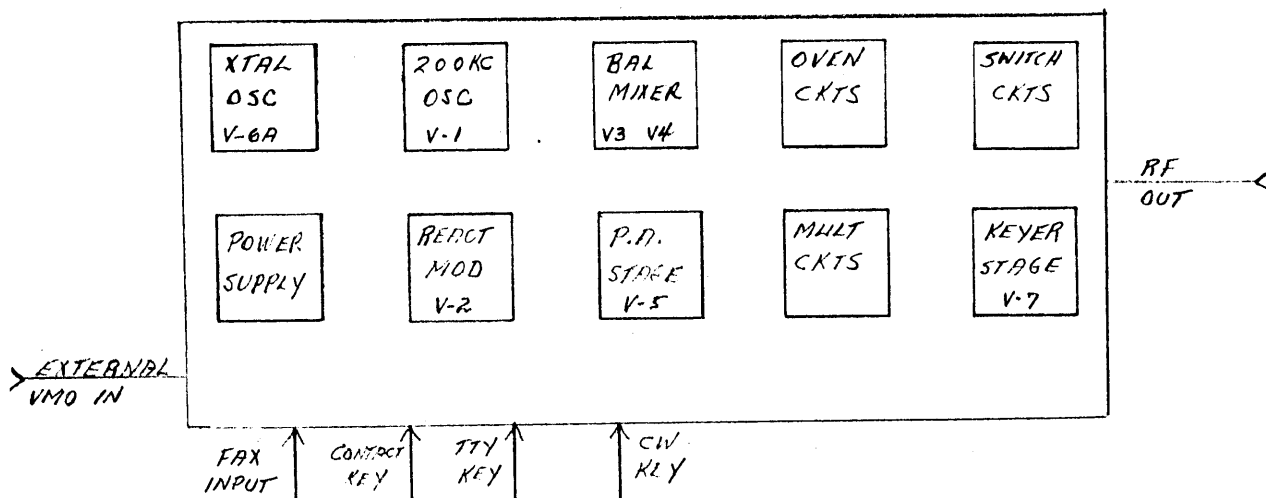 XTAL
OSC
V-6A
200KC
OSC
V-1
BAL
MIXER
V3 V4
OVEN
CKTS
SWITCH
CKTS
RF
OUT
POWER
SUPPLY
REACT
MOD
V-2
P.A.
STAGE
V-5
MULT
CKTS
KEYER
STAGE
V-7
EXTERNAL
VMO IN
FAX
INPUT
CONTACT
KEY
TTY
KEY
CW
KEY